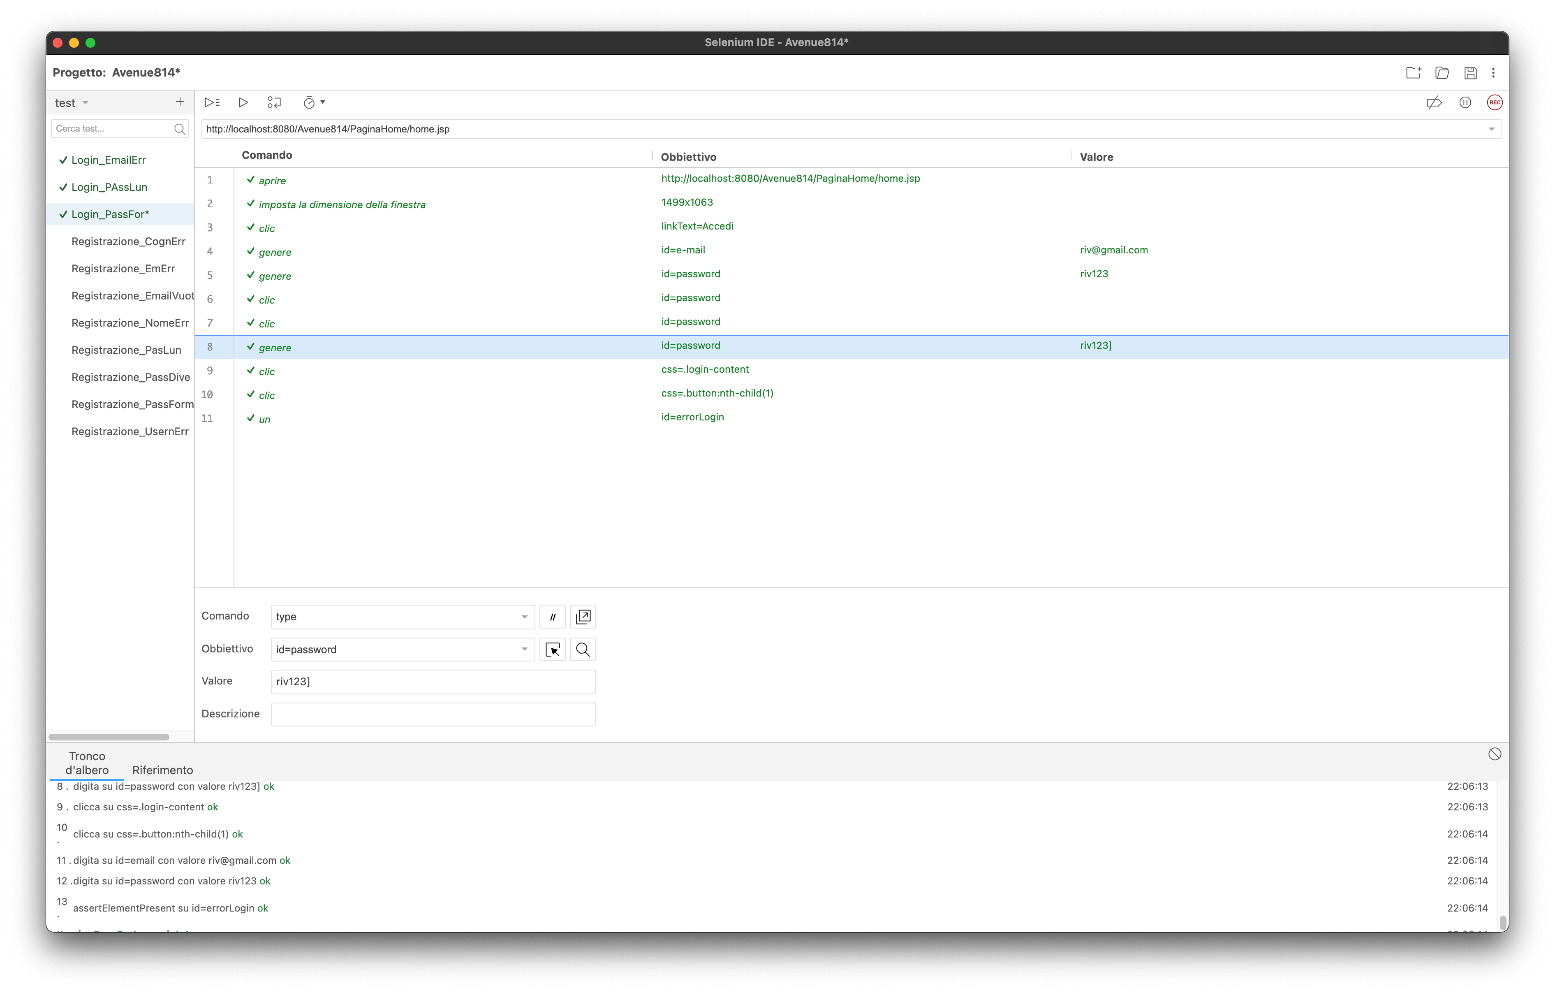 Selenium IDE - Avenue814*
Progetto: Avenue814*
test
Cerca test...
Login_EmailErr
Login_PAssLun
Login_PassFor*
Registrazione_CognErr
Registrazione_EmErr
Registrazione_EmailVuot
Registrazione_NomeErr
Registrazione_PasLun
Registrazione_PassDive
Registrazione_PassForm
Registrazione_UsernErr
REC
http://localhost:8080/Avenue814/PaginaHome/home.jsp
Comando Obbiettivo Valore
1 aprire http://localhost:8080/Avenue814/PaginaHome/home.jsp
2 imposta la dimensione della finestra 1499x1063
3 clic linkText=Accedi
4 genere id=e-mail riv@gmail.com
5 genere id=password riv123
6 clic id=password
7 clic id=password
8 genere id=password riv123]
9 clic css=.login-content
10 clic css=.button:nth-child(1)
11 un id=errorLogin
Comando type //
Obbiettivo id=password
Valore riv123]
Descrizione
Tronco
d'albero Riferimento
8 . digita su id=password con valore riv123] ok 22:06:13
9 . clicca su css=.login-content ok 22:06:13
10 . clicca su css=.button:nth-child(1) ok 22:06:14
11 . digita su id=email con valore riv@gmail.com ok 22:06:14
12 . digita su id=password con valore riv123 ok 22:06:14
13 . assertElementPresent su id=errorLogin ok 22:06:14